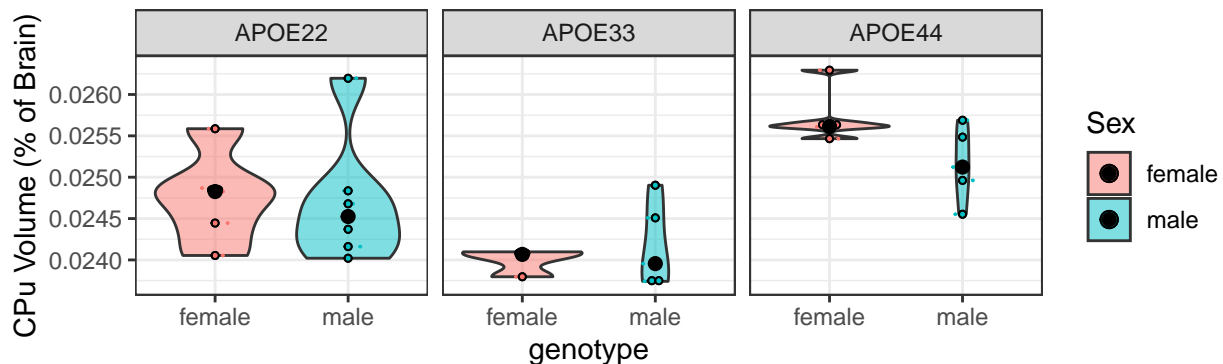 APOE22 APOE33 APOE44
CPu Volume (% of Brain)
0.0260
0.0255
0.0250
0.0245
0.0240
female male female male female male
genotype
Sex
female
male